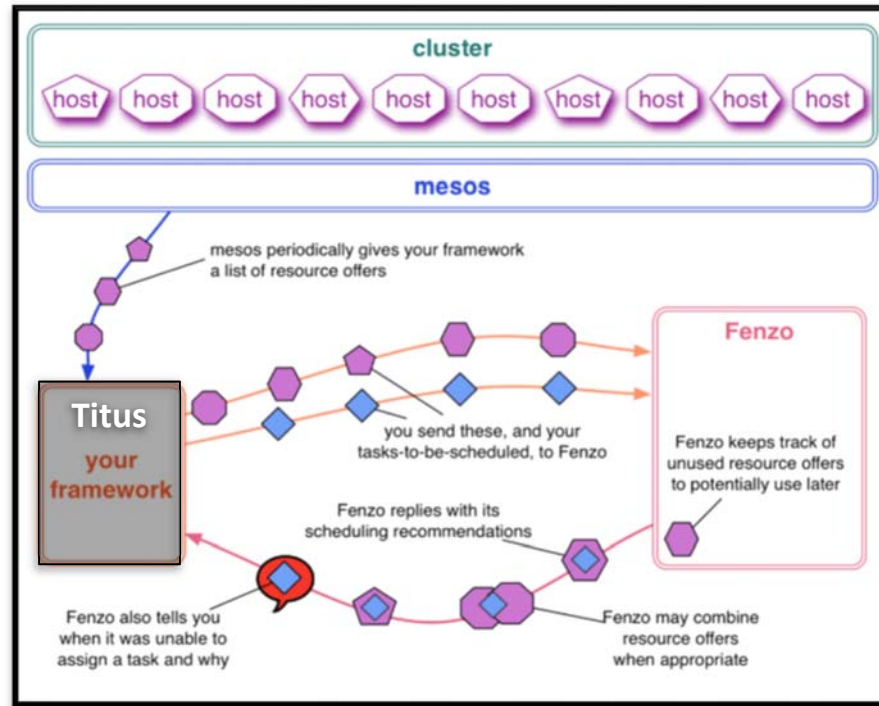 cluster
host host host host host host host host host host
mesos
mesos periodically gives your framework
a list of resource offers
Fenzo
Titus
your
framework
you send these, and your
tasks-to-be-scheduled, to Fenzo
Fenzo keeps track of
unused resource offers
to potentially use later
Fenzo replies with its
scheduling recommendations
Fenzo also tells you
when it was unable to
assign a task and why
Fenzo may combine
resource offers
when appropriate